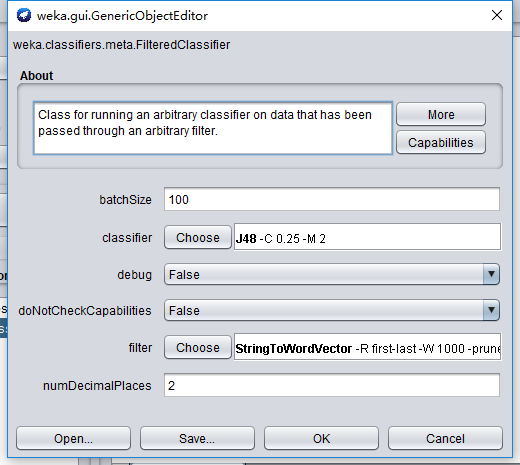 weka.gui.GenericObjectEditor
weka.classifiers.meta.FilteredClassifier
About
Class for running an arbitrary classifier on data that has been
passed through an arbitrary filter.
More
Capabilities
batchSize 100
classifier Choose J48 -C 0.25 -M 2
debug False
doNotCheckCapabilities False
filter Choose StringToWordVector -R first-last -W 1000 -prune
numDecimalPlaces 2
Open... Save... OK Cancel